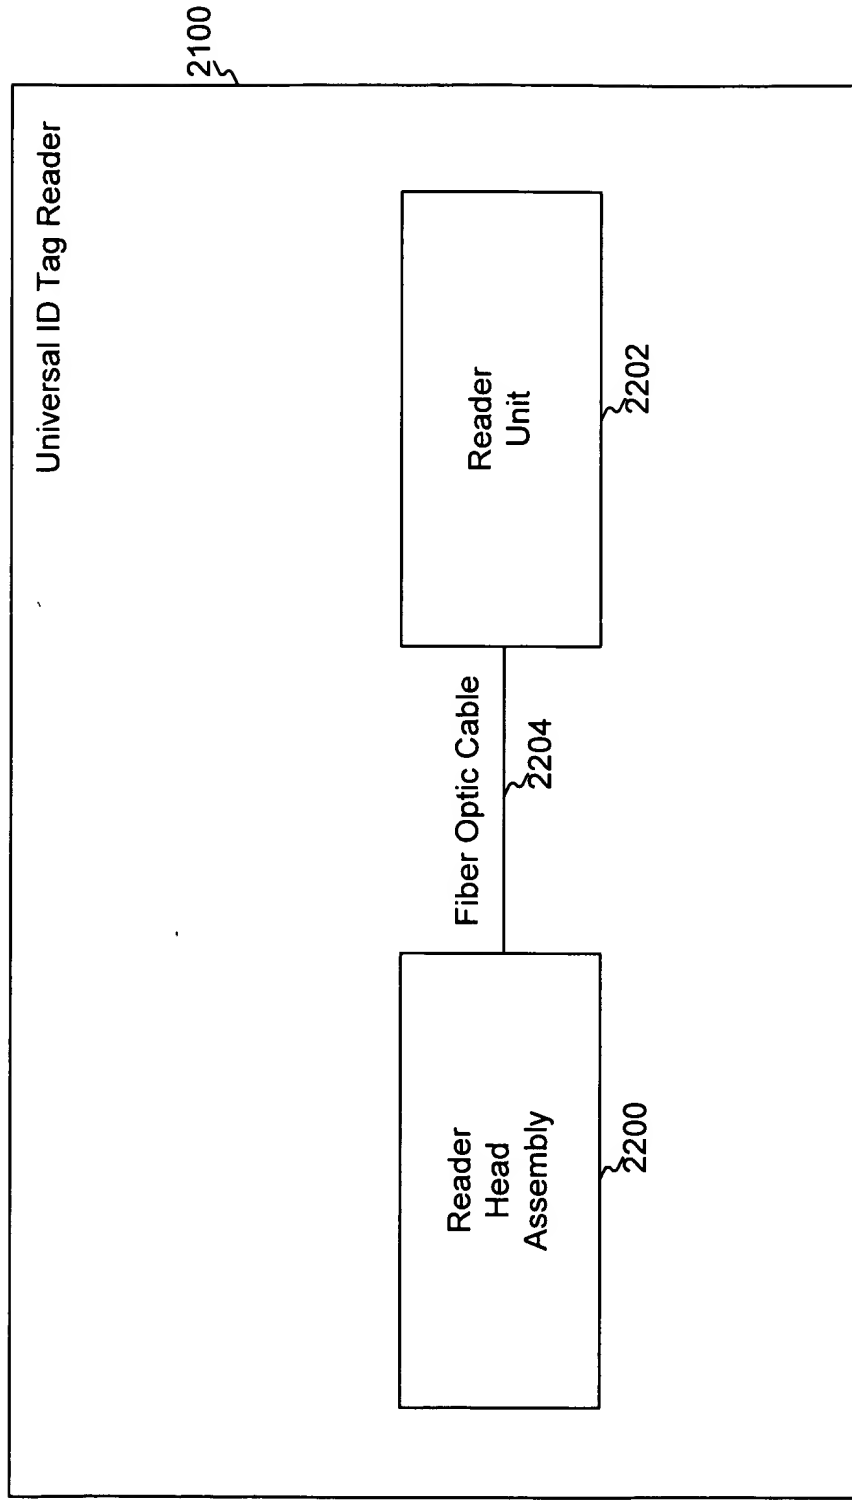 Universal ID Tag Reader
2100
Reader
Head
Assembly
2200
Fiber Optic Cable
2204
Reader
Unit
2202